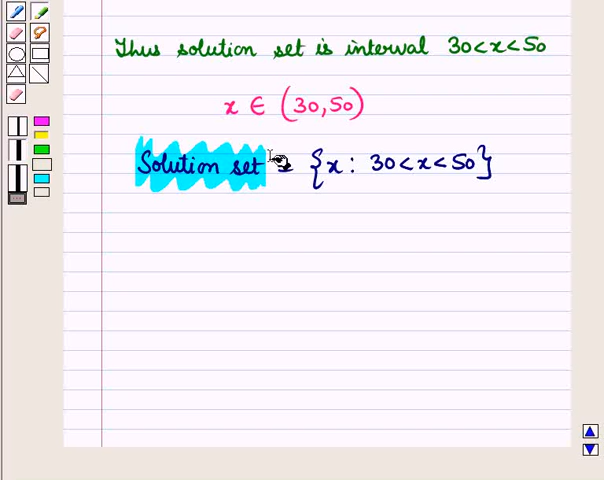 Thus solution set is interval 30<x<50
x ∈ (30,50)
Solution set = {x : 30<x<50}